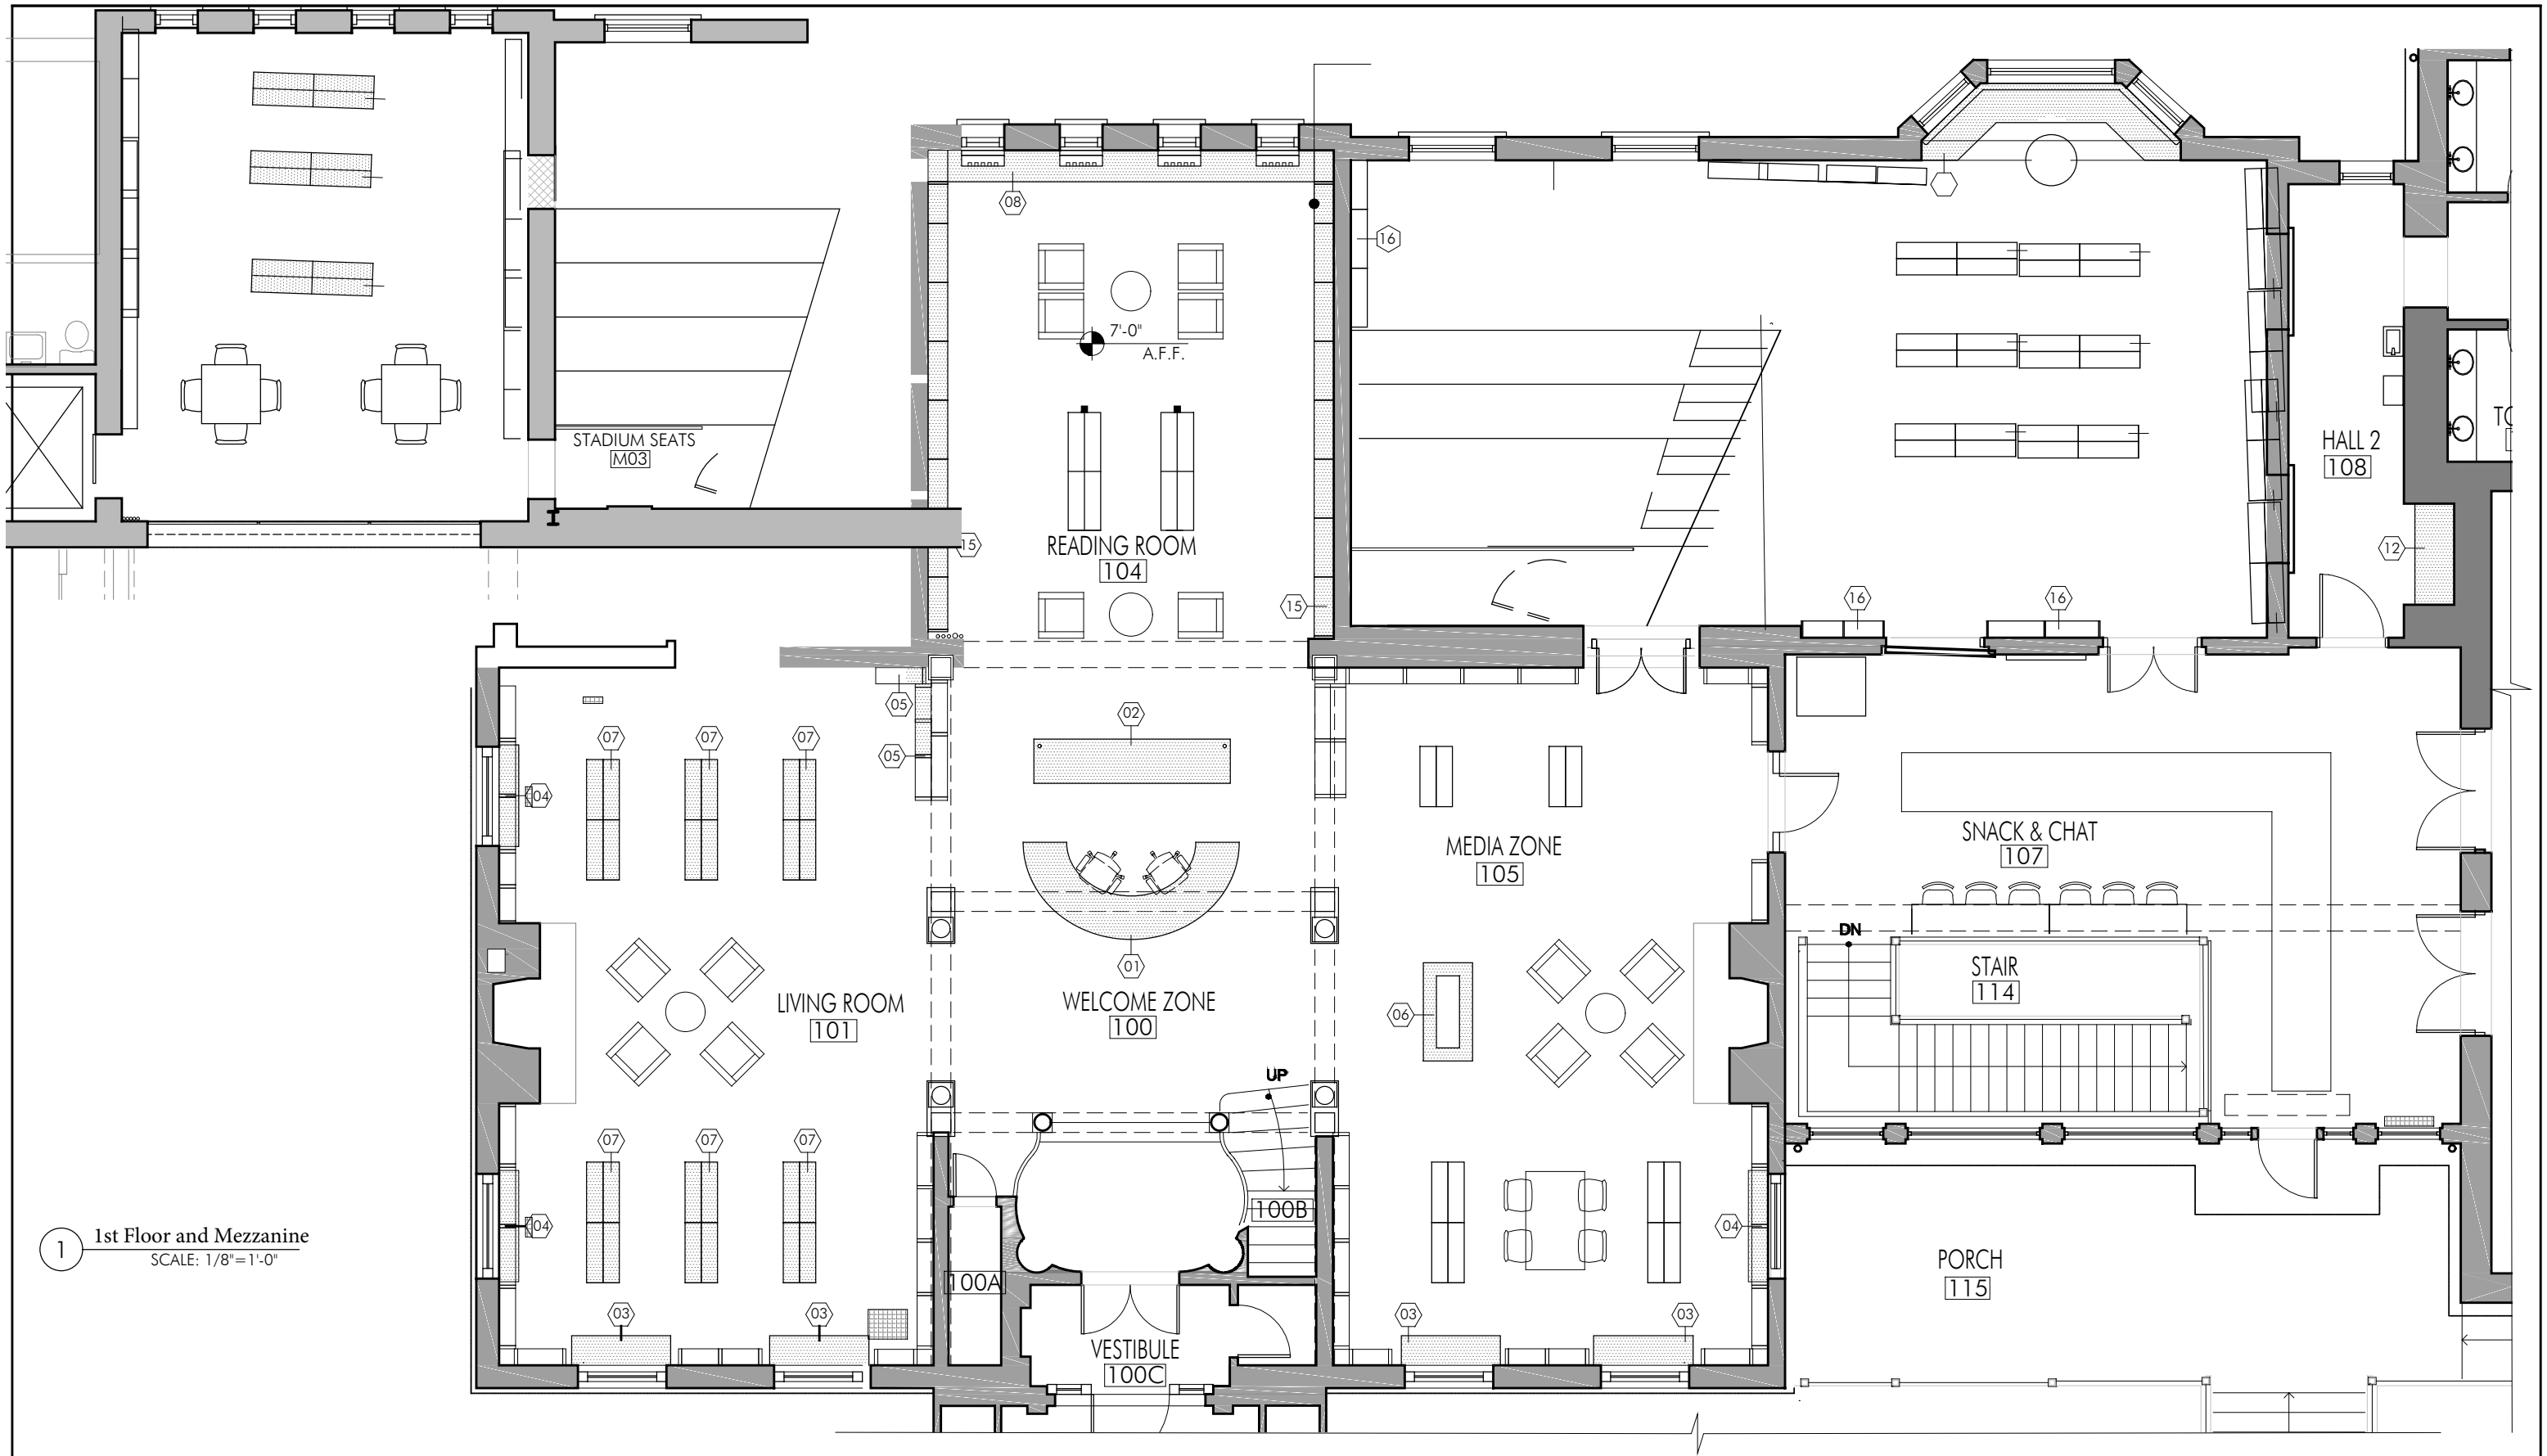 16
08
7'-0"
A.F.F.
STADIUM SEATS
M03
HALL 2
108
15
READING ROOM
104
12
15
16
16
05
02
07
07
07
05
04
SNACK & CHAT
107
MEDIA ZONE
105
DN
01
STAIR
114
LIVING ROOM
101
WELCOME ZONE
100
06
UP
07
07
07
100B
04
04
1
1st Floor and Mezzanine
SCALE: 1/8"=1'-0"
PORCH
115
100A
03
03
03
03
VESTIBULE
100C